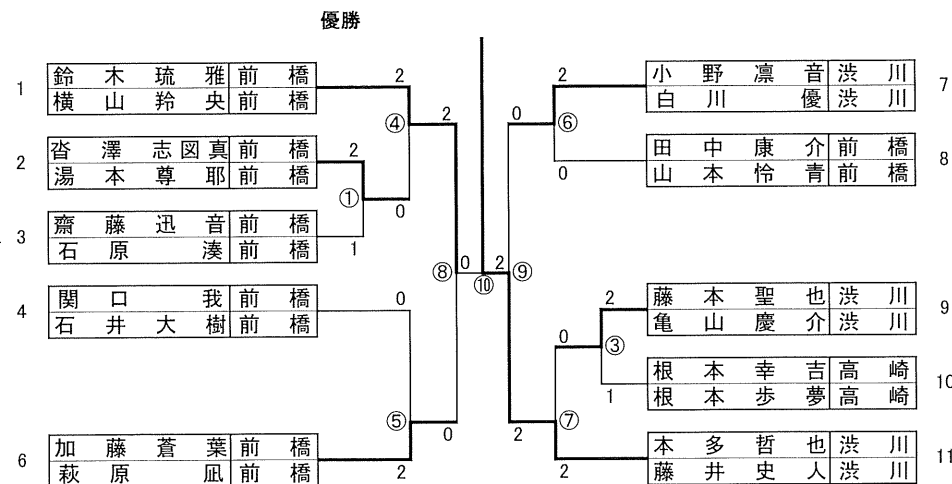 優勝
1 鈴木琉雅 前橋
横山羚央 前橋
2 沓澤志図真 前橋
湯本尊耶 前橋
3 齋藤迅音 前橋
石原湊 前橋
4 関口我 前橋
石井大樹 前橋
6 加藤蒼葉 前橋
萩原凪 前橋
2
④ 2
2
① 0
1
⑧ 0 ⑩ 2 ⑨
0
⑤ 0
2
2
0 ⑥
0
2
0 ③
1
2 ⑦
2
小野凛音 渋川 7
白川優 渋川
田中康介 前橋 8
山本怜青 前橋
藤本聖也 渋川 9
亀山慶介 渋川
根本幸吉 高崎 10
根本歩夢 高崎
本多哲也 渋川 11
藤井史人 渋川